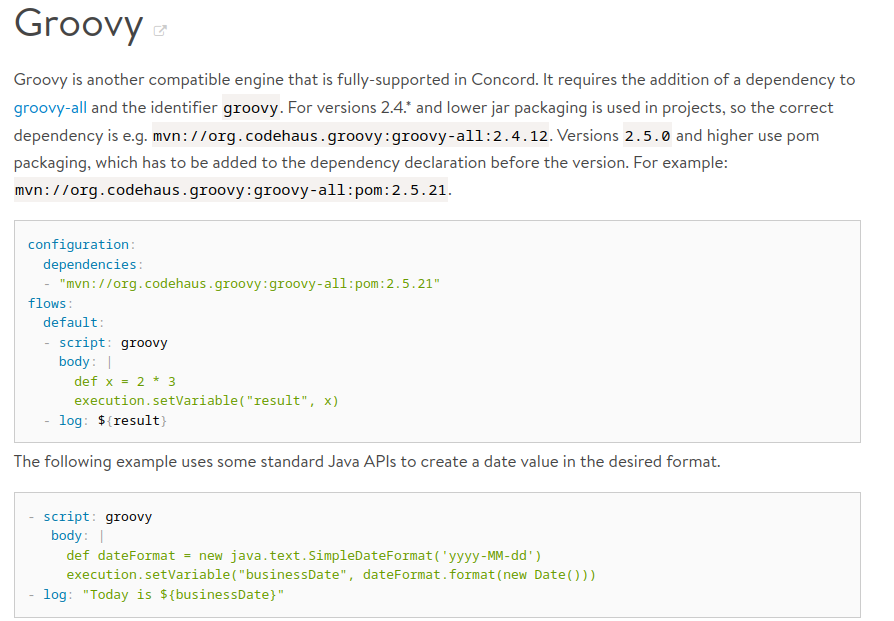 Groovy
Groovy is another compatible engine that is fully-supported in Concord. It requires the addition of a dependency to
groovy-all and the identifier groovy. For versions 2.4.* and lower jar packaging is used in projects, so the correct
dependency is e.g. mvn://org.codehaus.groovy:groovy-all:2.4.12. Versions 2.5.0 and higher use pom
packaging, which has to be added to the dependency declaration before the version. For example:
mvn://org.codehaus.groovy:groovy-all:pom:2.5.21.
configuration:
  dependencies:
  - "mvn://org.codehaus.groovy:groovy-all:pom:2.5.21"
flows:
  default:
  - script: groovy
    body: |
      def x = 2 * 3
      execution.setVariable("result", x)
  - log: ${result}
The following example uses some standard Java APIs to create a date value in the desired format.
- script: groovy
   body: |
     def dateFormat = new java.text.SimpleDateFormat('yyyy-MM-dd')
     execution.setVariable("businessDate", dateFormat.format(new Date()))
- log: "Today is ${businessDate}"